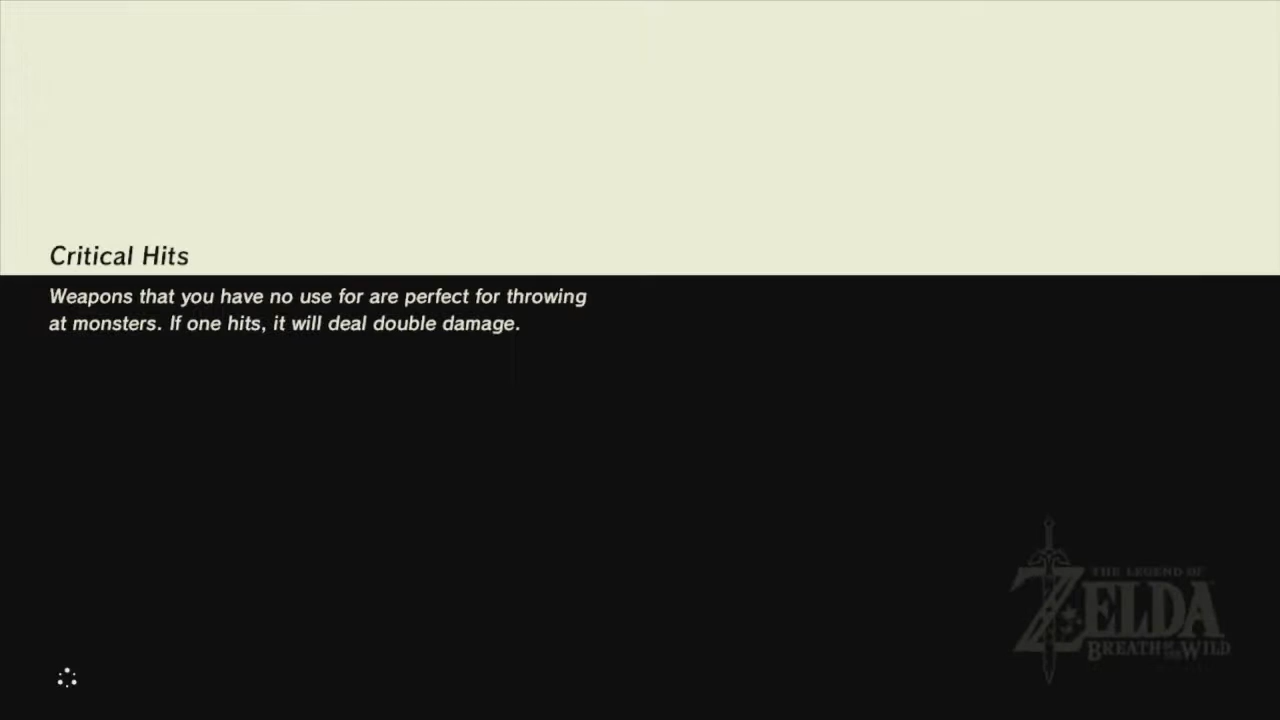 Critical Hits
Weapons that you have no use for are perfect for throwing
at monsters. If one hits, it will deal double damage.
THE LEGEND OF
ZELDA
BREATH OF THE WILD